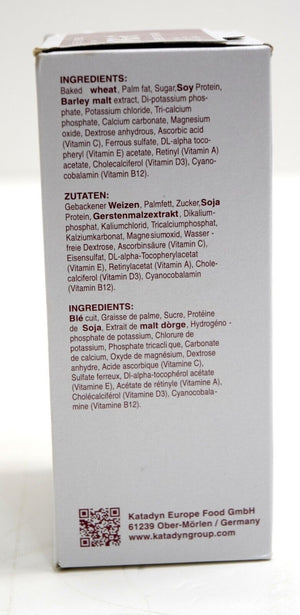 INGREDIENTS:
Baked wheat, Palm fat, Sugar, Soy Protein,
Barley malt extract, Di-potassium phos-
phate, Potassium chloride, Tri-calcium
phosphate, Calcium carbonate, Magnesium
oxide, Dextrose anhydrous, Ascorbic acid
(Vitamin C), Ferrous sulfate, DL-alpha toco-
pheryl (Vitamin E) acetate, Retinyl (Vitamin A)
acetate, Cholecalciferol (Vitamin D3), Cyano-
cobalamin (Vitamin B12).
ZUTATEN:
Gebackener Weizen, Palmfett, Zucker, Soja
Protein, Gerstenmalzextrakt, Dikalium-
phosphat, Kaliumchlorid, Tricalciumphosphat,
Kalziumkarbonat, Magnesiumoxid, Wasser -
freie Dextrose, Ascorbinsäure (Vitamin C),
Eisensulfat, DL-alpha-Tocopherylacetat
(Vitamin E), Retinylacetat (Vitamin A), Chole-
calciferol (Vitamin D3), Cyanocobalamin
(Vitamin B12).
INGREDIENTS:
Blé cuit, Graisse de palme, Sucre, Protéine
de Soja, Extrait de malt dòrge, Hydrogéno -
phosphate de potassium, Chlorure de
potassium, Phosphate tricaclique, Carbonate
de calcium, Oxyde de magnésium, Dextrose
anhydre, Acide ascorbique (Vitamine C),
Sulfate ferreux, Dl-alpha-tocophérol acétate
(Vitamine E), Acétate de rétinyle (Vitamine A),
Cholécalciférol (Vitamin D3), Cyanocobala-
mine (Vitamine B12).
Katadyn Europe Food GmbH
61239 Ober-Mörlen / Germany
www.katadyngroup.com